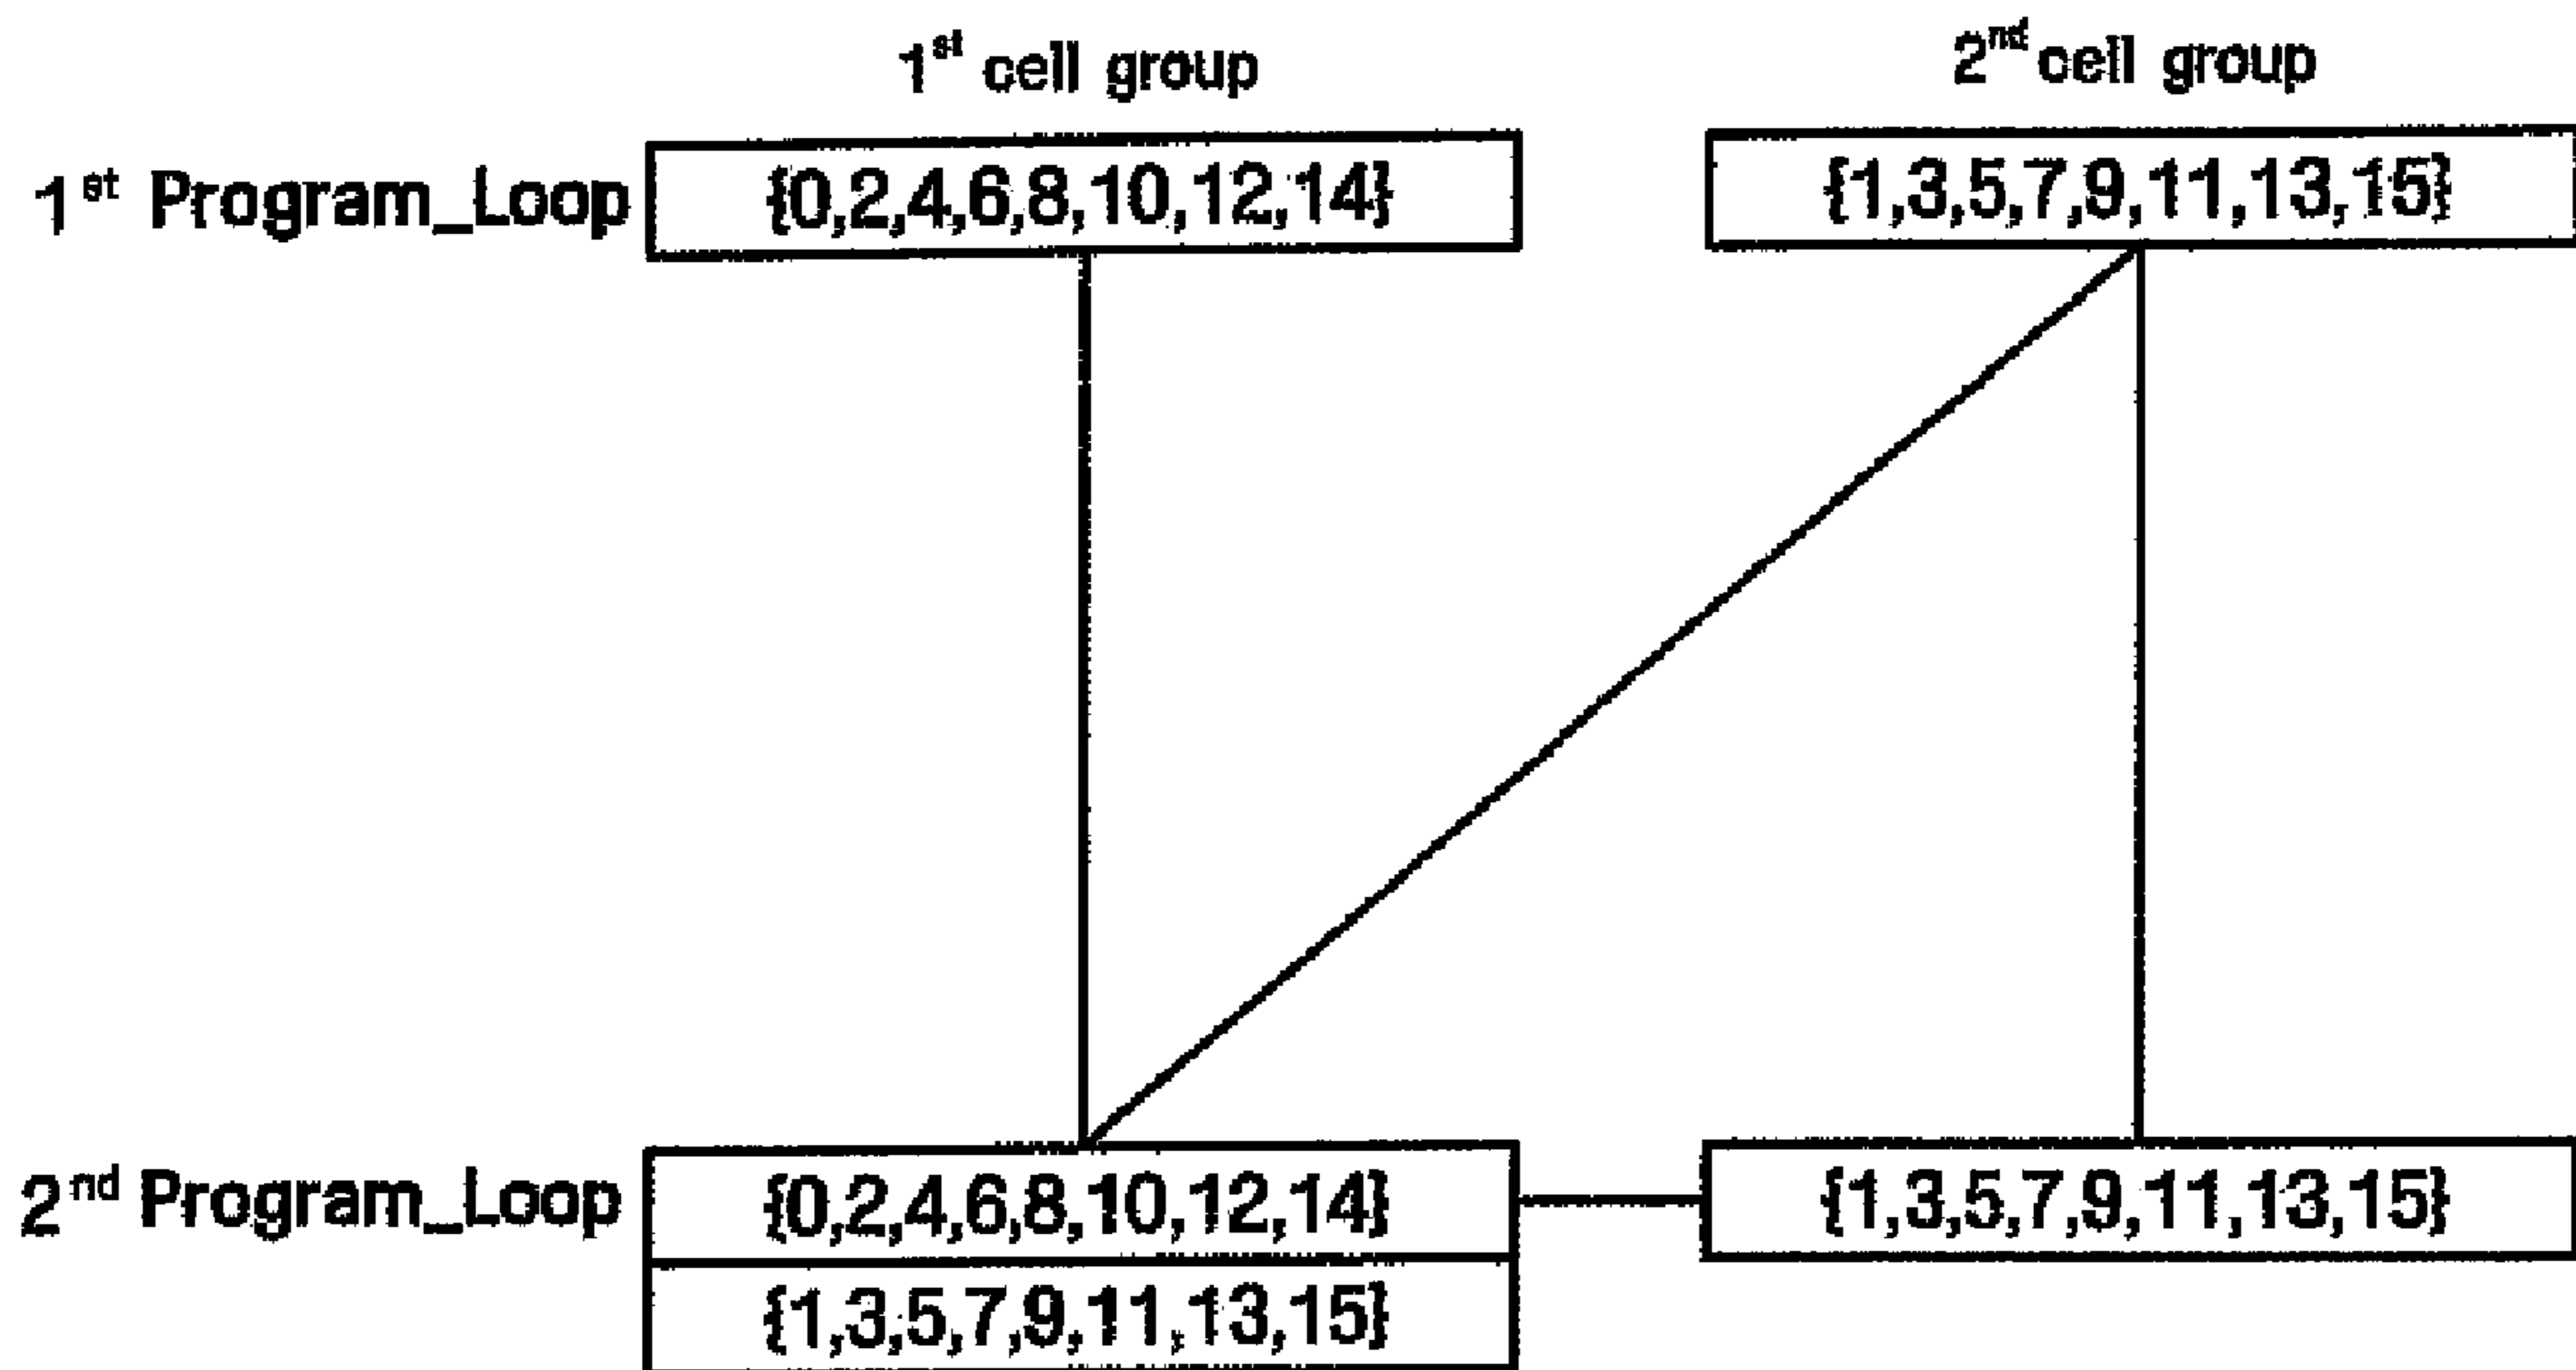 1st cell group 2nd cell group
1st Program_Loop {0,2,4,6,8,10,12,14} {1,3,5,7,9,11,13,15}
2nd Program_Loop {0,2,4,6,8,10,12,14} {1,3,5,7,9,11,13,15}
{1,3,5,7,9,11,13,15}